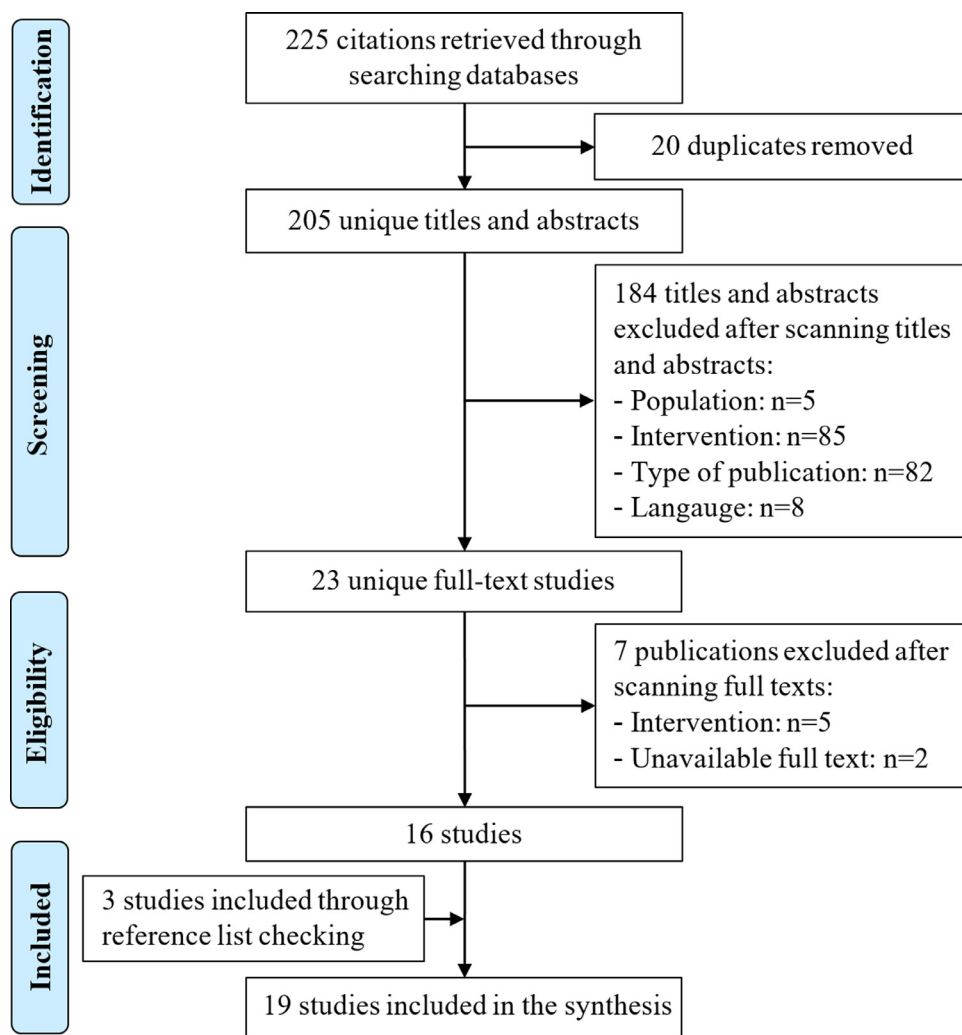 Identification
225 citations retrieved through
searching databases
20 duplicates removed
205 unique titles and abstracts
Screening
184 titles and abstracts
excluded after scanning titles
and abstracts:
- Population: n=5
- Intervention: n=85
- Type of publication: n=82
- Langauge: n=8
23 unique full-text studies
Eligibility
7 publications excluded after
scanning full texts:
- Intervention: n=5
- Unavailable full text: n=2
16 studies
Included
3 studies included through
reference list checking
19 studies included in the synthesis